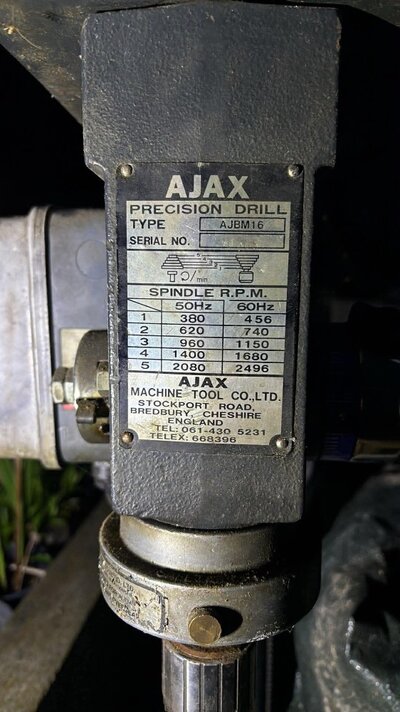 AJAX
PRECISION DRILL
TYPE AJBM16
SERIAL NO.
/min
SPINDLE R.P.M.
50Hz 60Hz
1 380 456
2 620 740
3 960 1150
4 1400 1680
5 2080 2496
AJAX
MACHINE TOOL CO.,LTD.
STOCKPORT ROAD,
BREDBURY, CHESHIRE
ENGLAND
TEL: 061-430 5231
TELEX: 668396